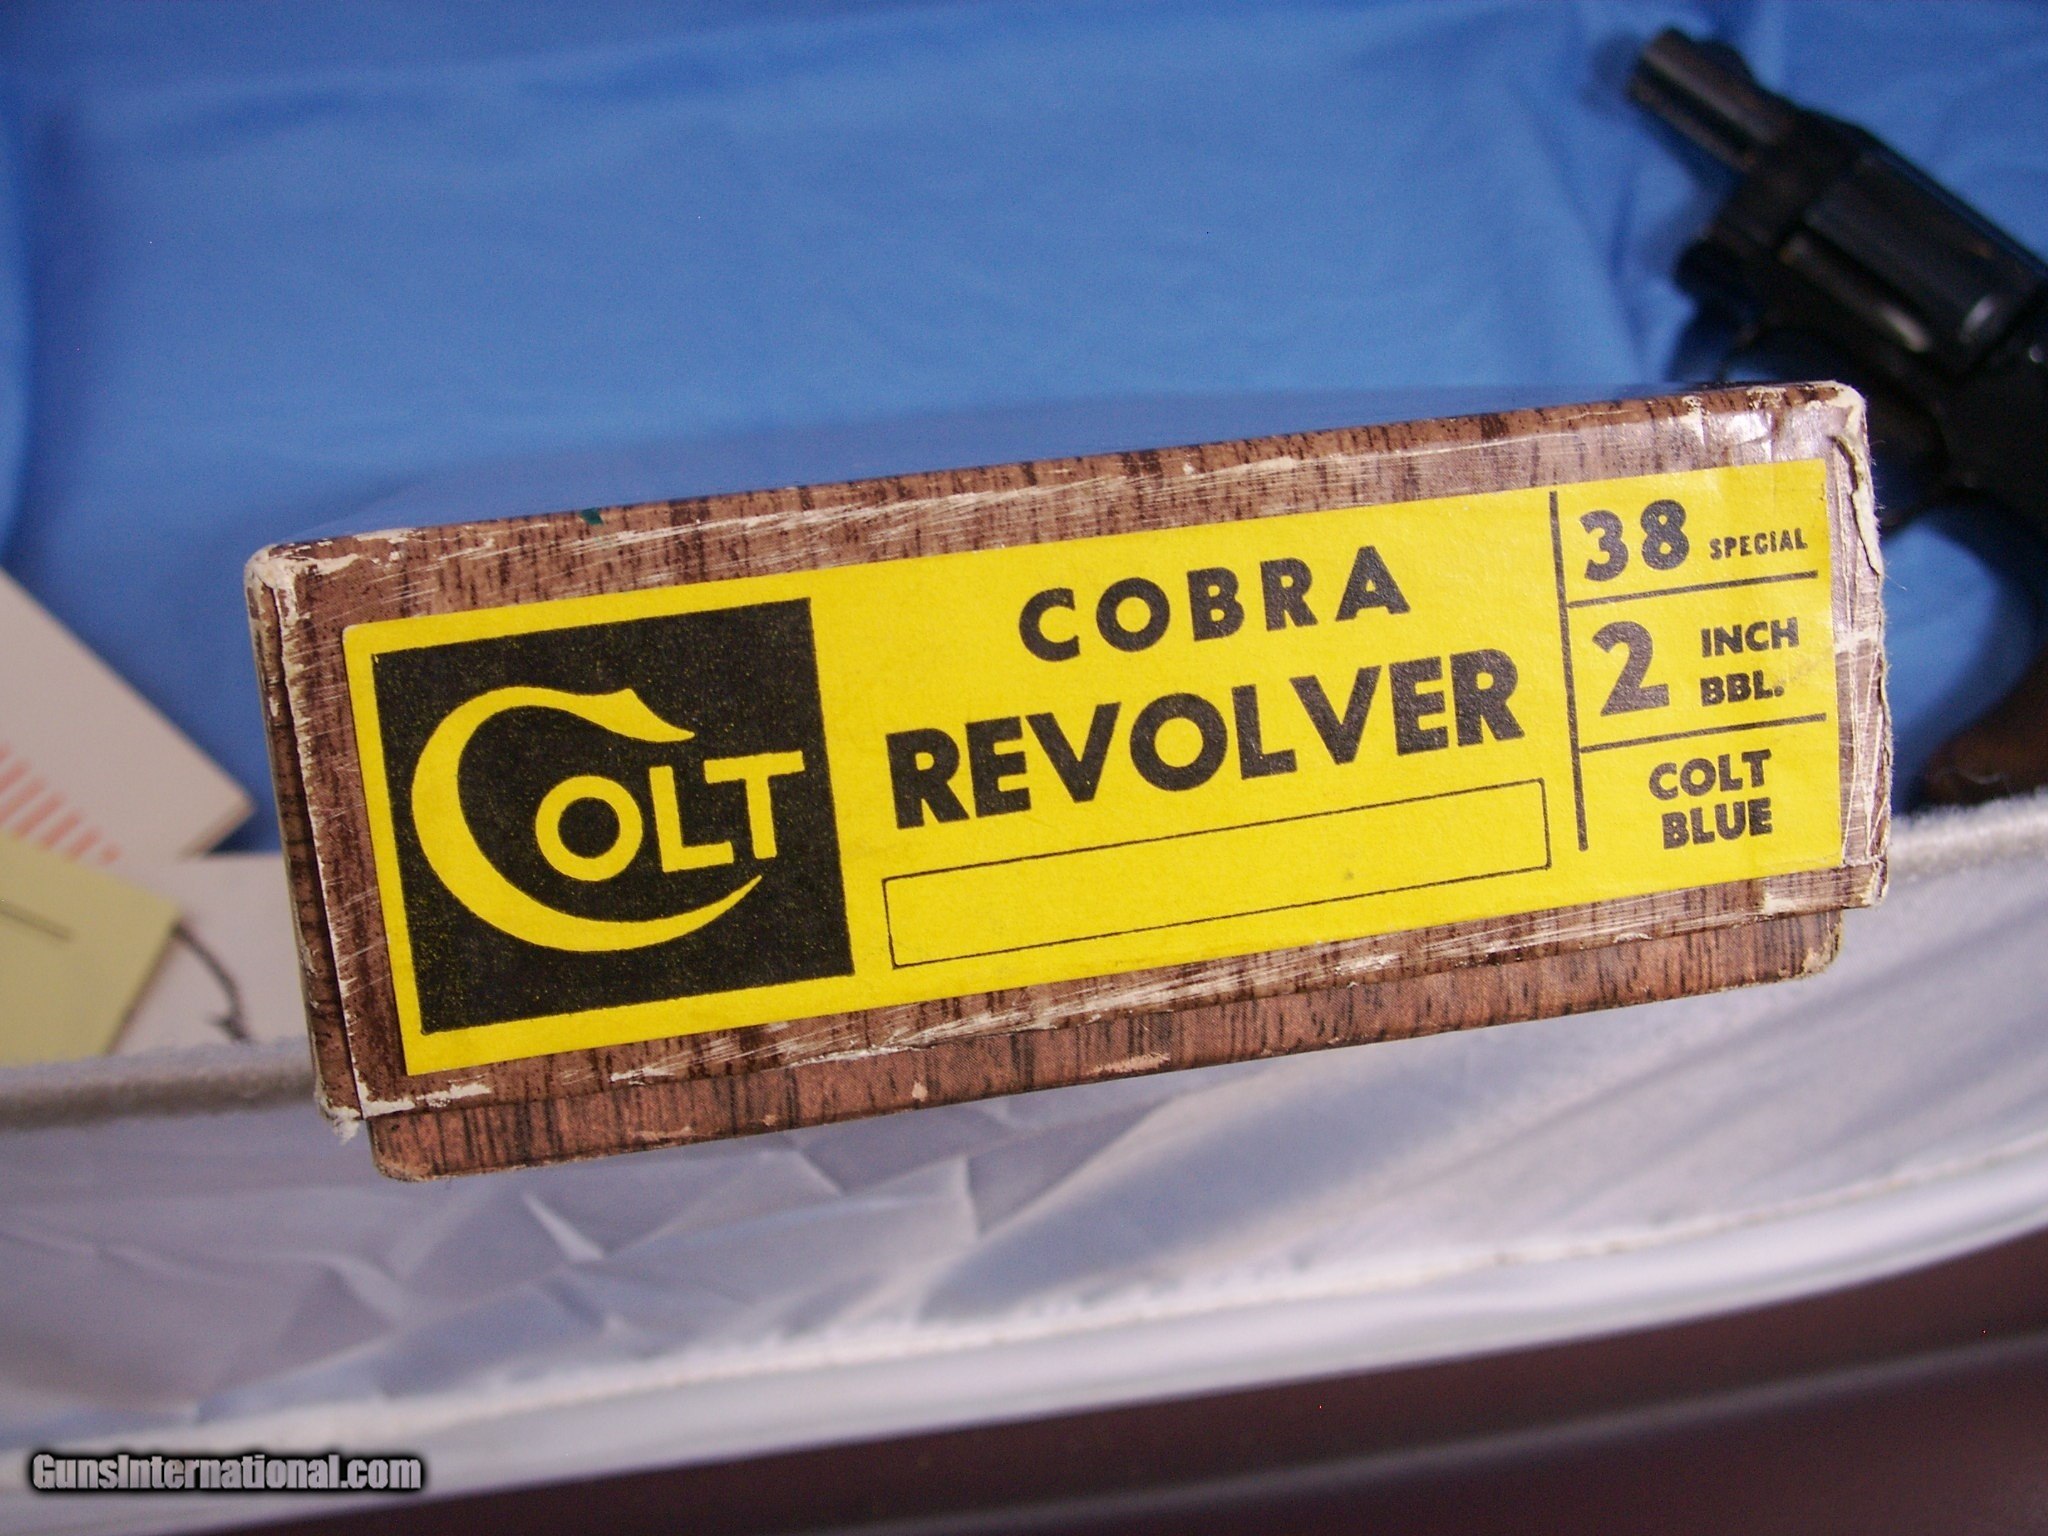 COLT
COBRA
REVOLVER
38 SPECIAL
2 INCH
BBL.
COLT
BLUE
GunsInternational.com